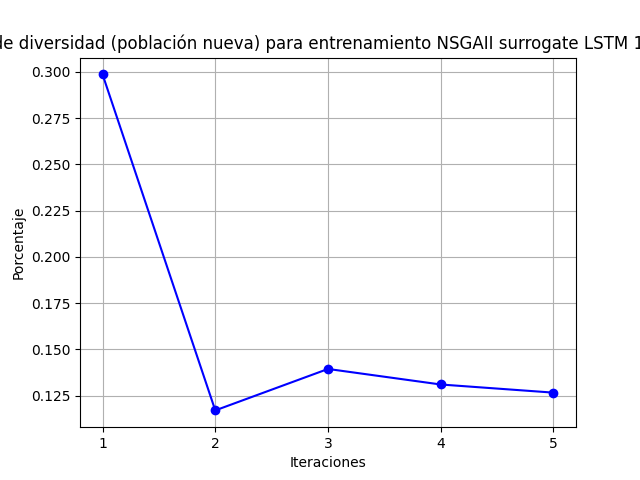 de diversidad (población nueva) para entrenamiento NSGAII surrogate LSTM 1
0.300
0.275
0.250
0.225
0.200
0.175
0.150
0.125
Porcentaje
1 2 3 4 5
Iteraciones